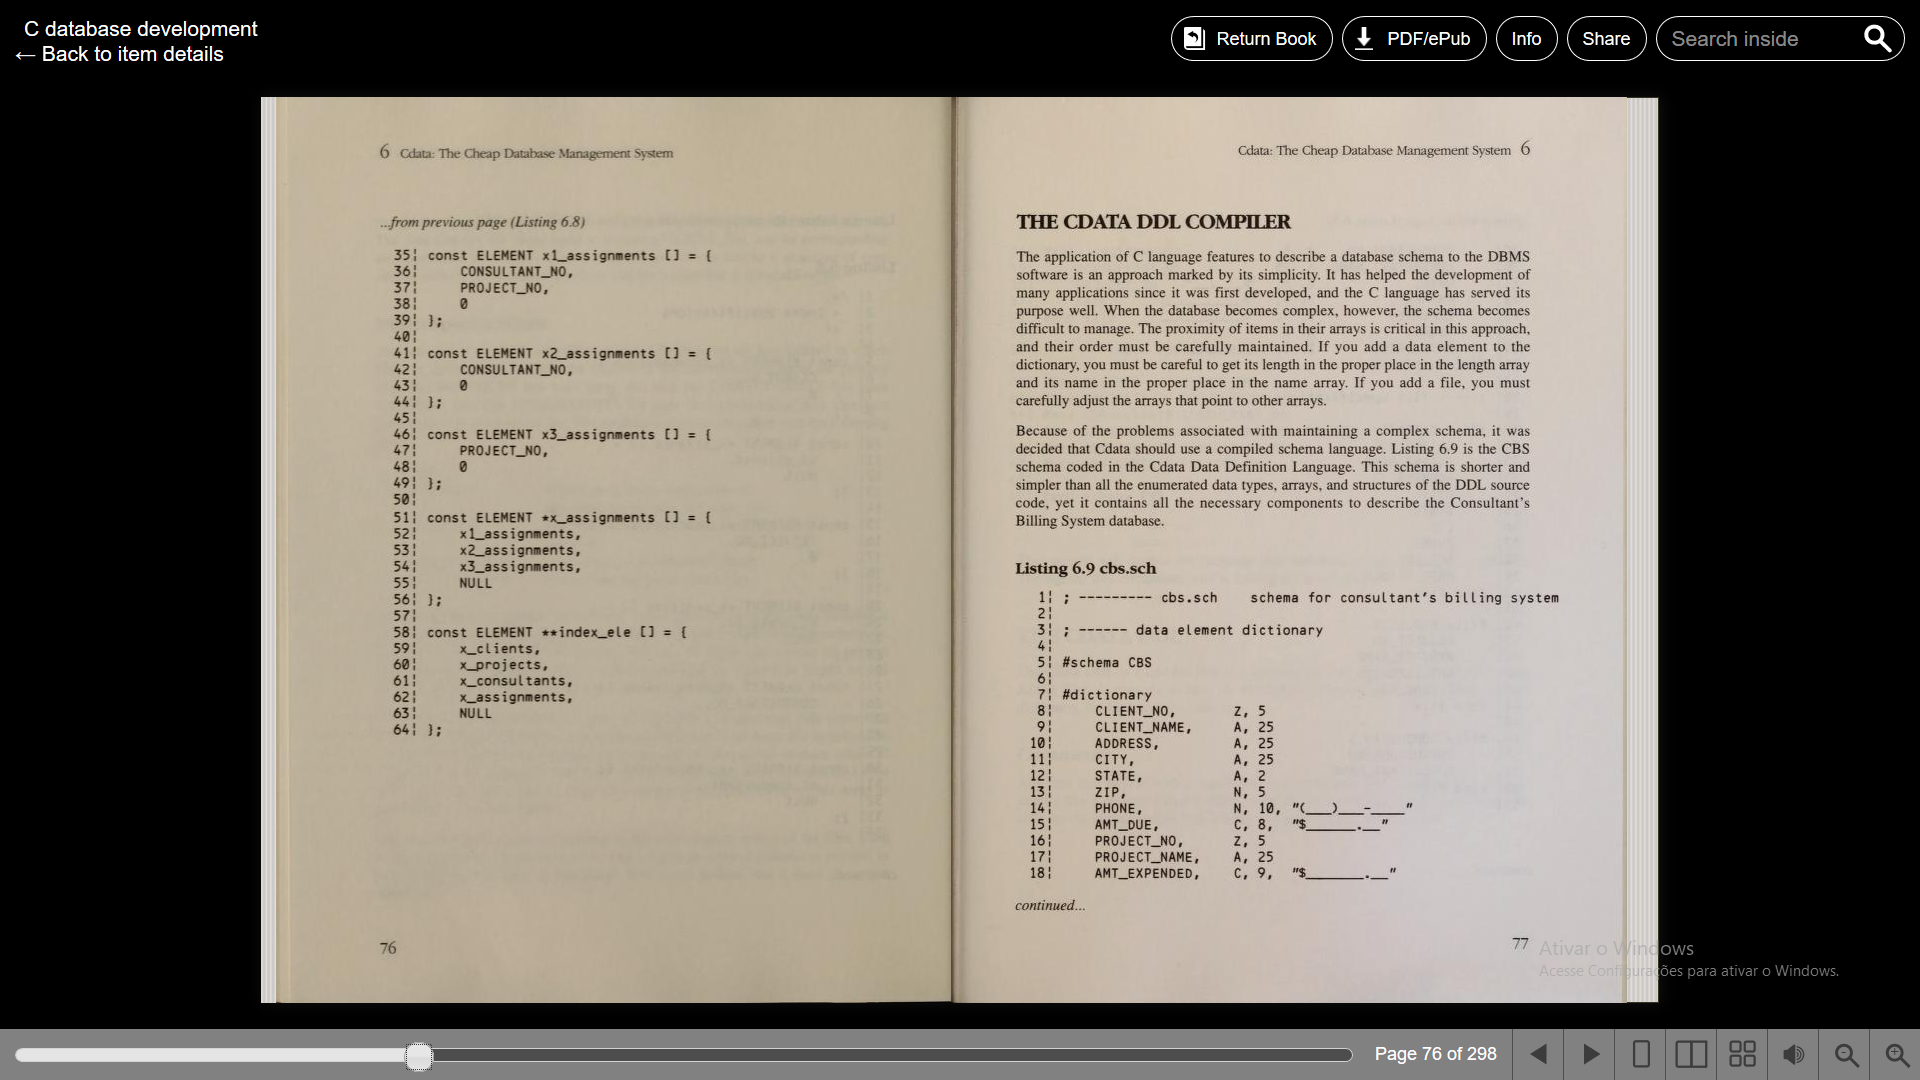 C database development
← Back to item details
Return Book
PDF/ePub
Info
Share
Search inside
6 Cdata: The Cheap Database Management System
...from previous page (Listing 6.8)
35¦ const ELEMENT x1_assignments [] = {
36¦     CONSULTANT_NO,
37¦     PROJECT_NO,
38¦     0
39¦ };
40¦
41¦ const ELEMENT x2_assignments [] = {
42¦     CONSULTANT_NO,
43¦     0
44¦ };
45¦
46¦ const ELEMENT x3_assignments [] = {
47¦     PROJECT_NO,
48¦     0
49¦ };
50¦
51¦ const ELEMENT *x_assignments [] = {
52¦     x1_assignments,
53¦     x2_assignments,
54¦     x3_assignments,
55¦     NULL
56¦ };
57¦
58¦ const ELEMENT **index_ele [] = {
59¦     x_clients,
60¦     x_projects,
61¦     x_consultants,
62¦     x_assignments,
63¦     NULL
64¦ };
76
Cdata: The Cheap Database Management System 6
THE CDATA DDL COMPILER
The application of C language features to describe a database schema to the DBMS
software is an approach marked by its simplicity. It has helped the development of
many applications since it was first developed, and the C language has served its
purpose well. When the database becomes complex, however, the schema becomes
difficult to manage. The proximity of items in their arrays is critical in this approach,
and their order must be carefully maintained. If you add a data element to the
dictionary, you must be careful to get its length in the proper place in the length array
and its name in the proper place in the name array. If you add a file, you must
carefully adjust the arrays that point to other arrays.
Because of the problems associated with maintaining a complex schema, it was
decided that Cdata should use a compiled schema language. Listing 6.9 is the CBS
schema coded in the Cdata Data Definition Language. This schema is shorter and
simpler than all the enumerated data types, arrays, and structures of the DDL source
code, yet it contains all the necessary components to describe the Consultant's
Billing System database.
Listing 6.9 cbs.sch
1¦ ; --------- cbs.sch    schema for consultant's billing system
2¦
3¦ ; ------ data element dictionary
4¦
5¦ #schema CBS
6¦
7¦ #dictionary
8¦     CLIENT_NO,       Z, 5
9¦     CLIENT_NAME,     A, 25
10¦     ADDRESS,         A, 25
11¦     CITY,            A, 25
12¦     STATE,           A, 2
13¦     ZIP,             N, 5
14¦     PHONE,           N, 10, "(___)___-____"
15¦     AMT_DUE,         C, 8,  "$______.__"
16¦     PROJECT_NO,      Z, 5
17¦     PROJECT_NAME,    A, 25
18¦     AMT_EXPENDED,    C, 9,  "$_______.__"
continued...
77
Ativar o Windows
Acesse Configurações para ativar o Windows.
Page 76 of 298